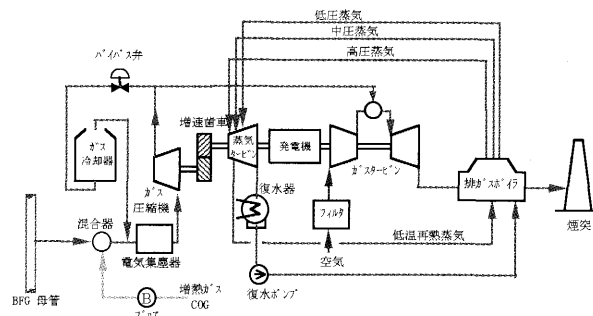 低圧蒸気
中圧蒸気
高圧蒸気
バイパス弁
増速歯車
ガス
冷却器
蒸気
タービン
発電機
ガスタービン
ガス
圧縮機
復水器
フィルタ
排ガスボイラ
煙突
混合器
電気集塵器
低温再熱蒸気
空気
復水ポンプ
BFG 母管
B
ブロワ
増熱ガス
COG